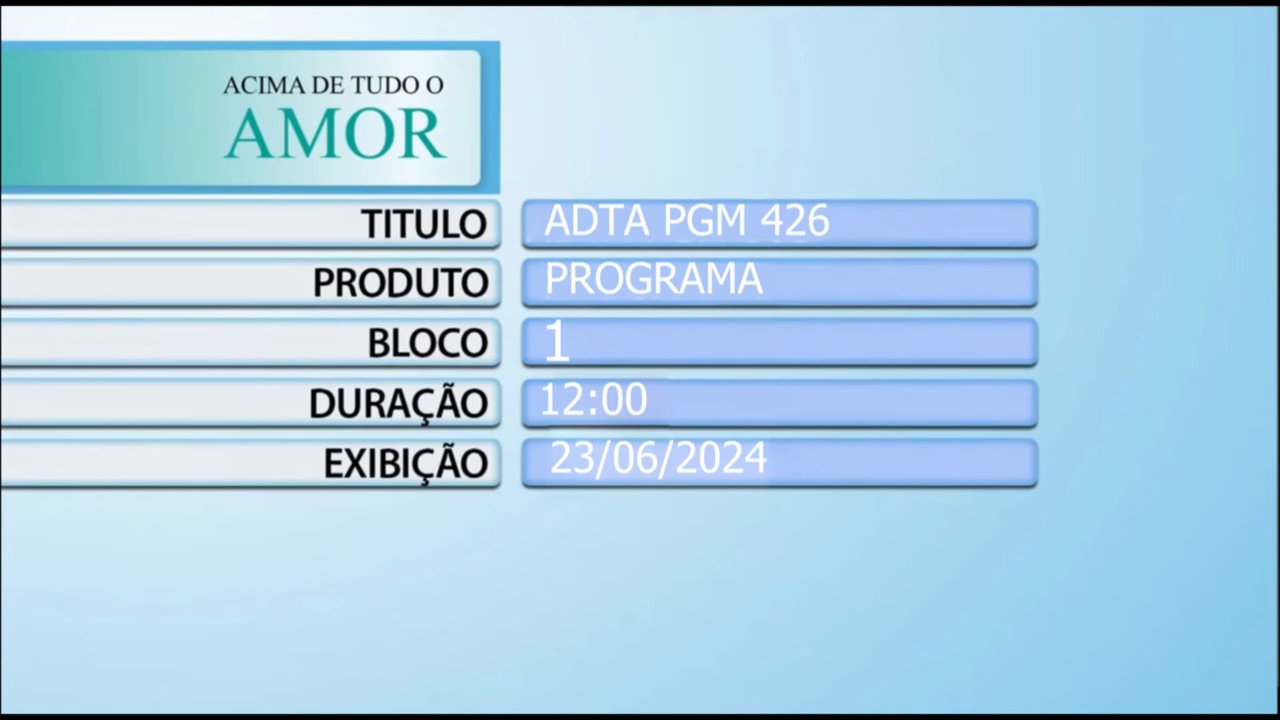 ACIMA DE TUDO O
AMOR
TITULO ADTA PGM 426
PRODUTO PROGRAMA
BLOCO 1
DURAÇÃO 12:00
EXIBIÇÃO 23/06/2024